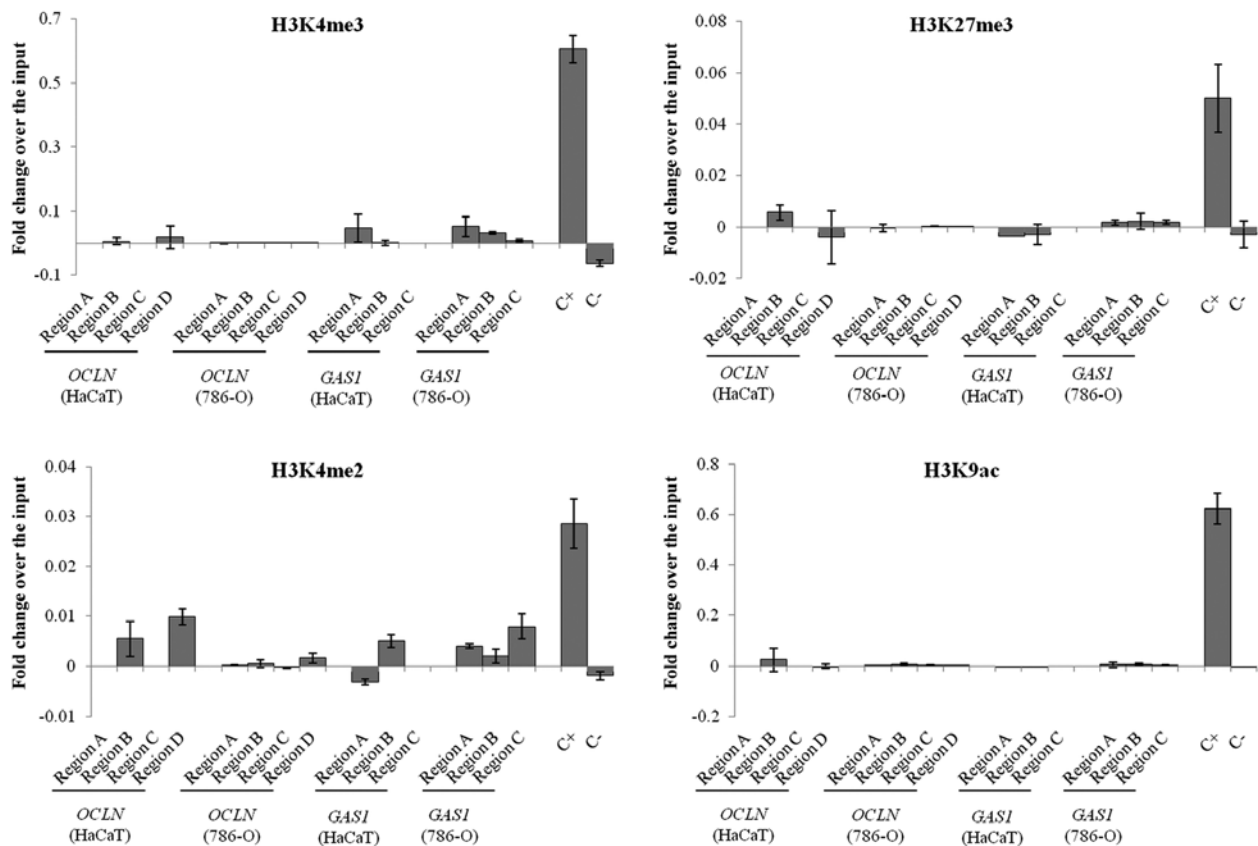 H3K4me3
Fold change over the input
0.7
0.5
0.3
0.1
-0.1
Region A
Region B
Region C
Region D
Region A
Region B
Region C
Region D
Region A
Region B
Region C
Region A
Region B
Region C
C+
C-
OCLN
(HaCaT)
OCLN
(786-O)
GAS1
(HaCaT)
GAS1
(786-O)
H3K27me3
Fold change over the input
0.08
0.06
0.04
0.02
0
-0.02
Region A
Region B
Region C
Region D
Region A
Region B
Region C
Region D
Region A
Region B
Region C
Region A
Region B
Region C
C+
C-
OCLN
(HaCaT)
OCLN
(786-O)
GAS1
(HaCaT)
GAS1
(786-O)
H3K4me2
Fold change over the input
0.04
0.03
0.02
0.01
0
-0.01
Region A
Region B
Region C
Region D
Region A
Region B
Region C
Region D
Region A
Region B
Region C
Region A
Region B
Region C
C+
C-
OCLN
(HaCaT)
OCLN
(786-O)
GAS1
(HaCaT)
GAS1
(786-O)
H3K9ac
Fold change over the input
0.8
0.6
0.4
0.2
0
-0.2
Region A
Region B
Region C
Region D
Region A
Region B
Region C
Region D
Region A
Region B
Region C
Region A
Region B
Region C
C+
C-
OCLN
(HaCaT)
OCLN
(786-O)
GAS1
(HaCaT)
GAS1
(786-O)